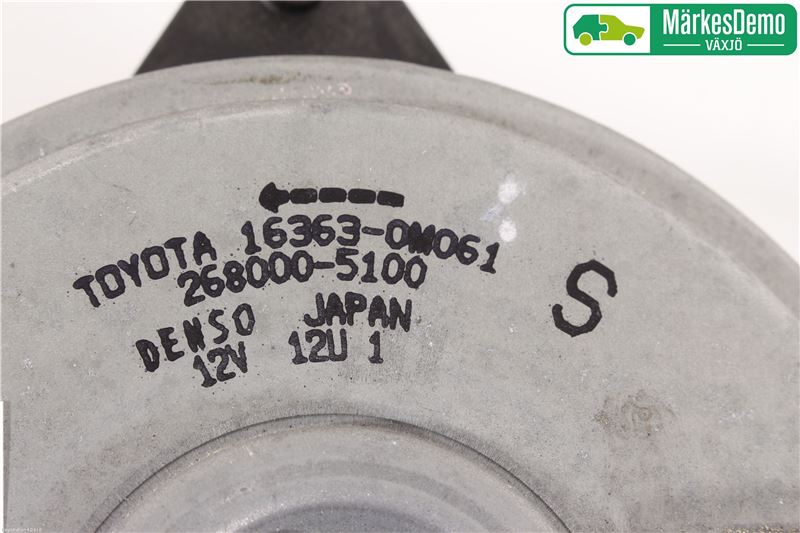 MärkesDemo
VÄXJÖ
TOYOTA 16363-0M061
268000-5100
DENSO JAPAN
12V 12U 1
S